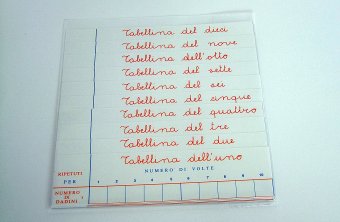 Tabellina del dieci
Tabellina del nove
Tabellina dell'otto
Tabellina del sette
Tabellina del sei
Tabellina del cinque
Tabellina del quattro
Tabellina del tre
Tabellina del due
Tabellina dell'uno
RIPETUTI PER
NUMERO DI VOLTE
1 2 3 4 5 6 7 8 9 10
NUMERO DI DADINI